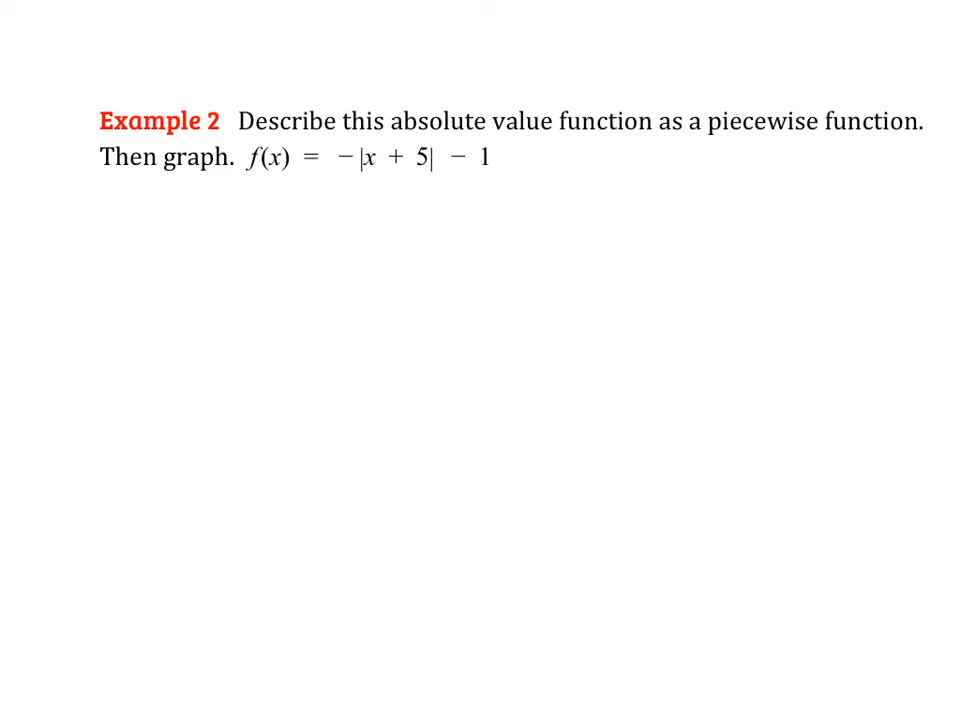 Example 2 Describe this absolute value function as a piecewise function.
Then graph. f(x) = −|x + 5| − 1